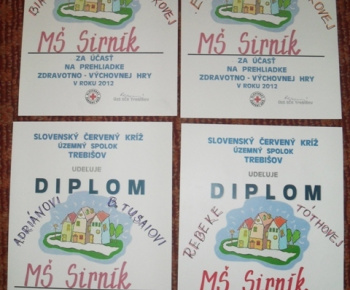 MŠ Sirník
ZA ÚČASŤ
NA PREHLIADKE
ZDRAVOTNO - VÝCHOVNEJ HRY
V ROKU 2012
MŠ Sirník
ZA ÚČASŤ
NA PREHLIADKE
ZDRAVOTNO - VÝCHOVNEJ HRY
V ROKU 2012
SLOVENSKÝ ČERVENÝ KRÍŽ
ÚZEMNÝ SPOLOK
TREBIŠOV
UDEĽUJE
DIPLOM
ADRIÁNOVI
MŠ Sirník
SLOVENSKÝ ČERVENÝ KRÍŽ
ÚZEMNÝ SPOLOK
TREBIŠOV
UDEĽUJE
DIPLOM
REBEKE TÓTHOVEJ
MŠ Sirník